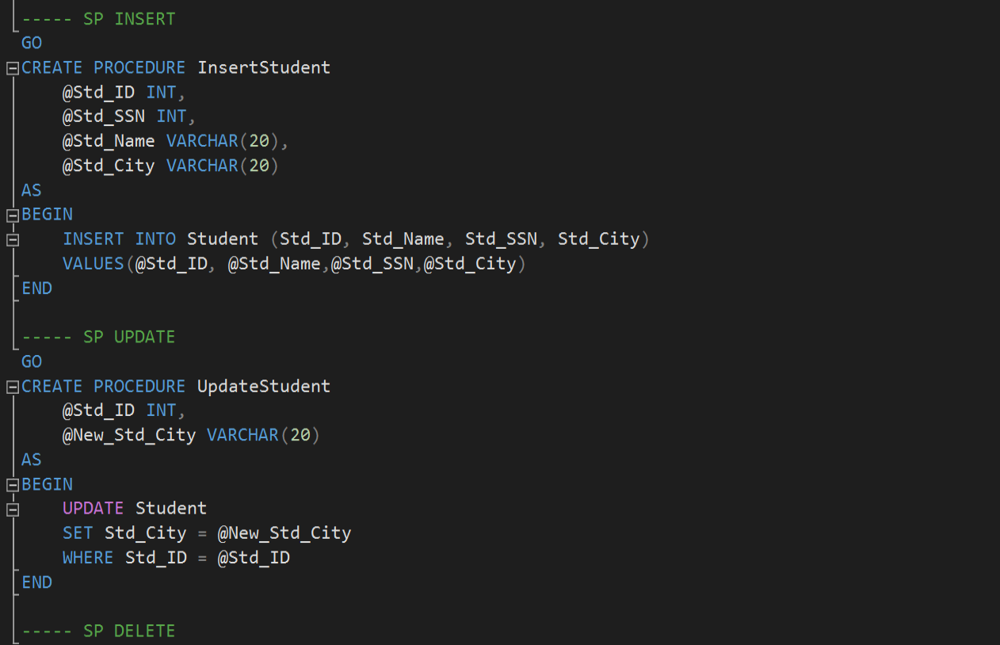 ----- SP INSERT
GO
CREATE PROCEDURE InsertStudent
    @Std_ID INT,
    @Std_SSN INT,
    @Std_Name VARCHAR(20),
    @Std_City VARCHAR(20)
AS
BEGIN
    INSERT INTO Student (Std_ID, Std_Name, Std_SSN, Std_City)
    VALUES(@Std_ID, @Std_Name,@Std_SSN,@Std_City)
END
----- SP UPDATE
GO
CREATE PROCEDURE UpdateStudent
    @Std_ID INT,
    @New_Std_City VARCHAR(20)
AS
BEGIN
    UPDATE Student
    SET Std_City = @New_Std_City
    WHERE Std_ID = @Std_ID
END
----- SP DELETE